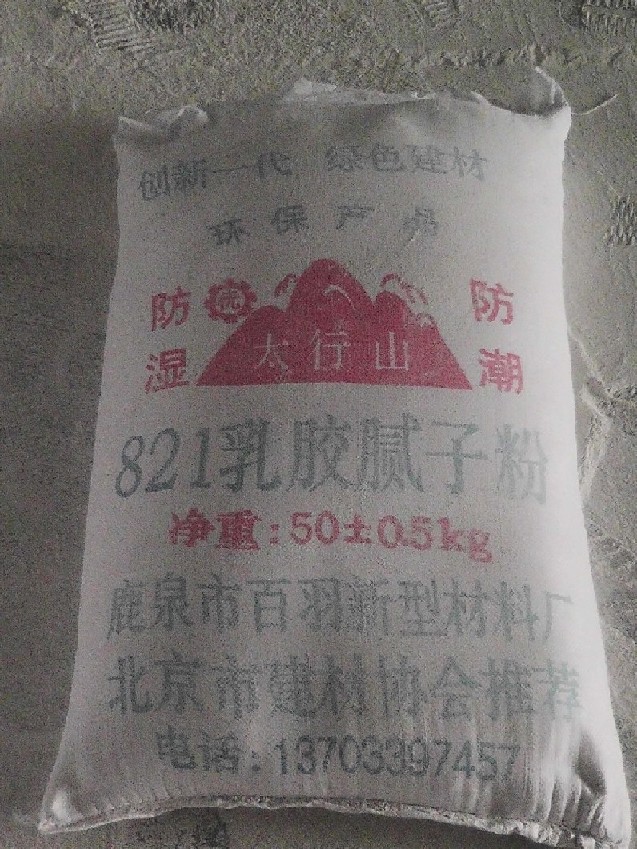 创新一代 绿色建材
环保产品
防湿
防潮
太行山
821乳胶腻子粉
净重:50±0.5kg
鹿泉市百羽新型材料厂
北京市建材协会推荐
电话:13703397457